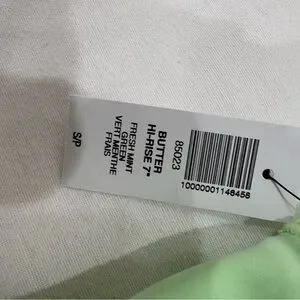 85023
BUTTER
HI-RISE 7"
FRESH MINT
GREEN
VERT MENTHE
FRAIS
S/P
10000001146458